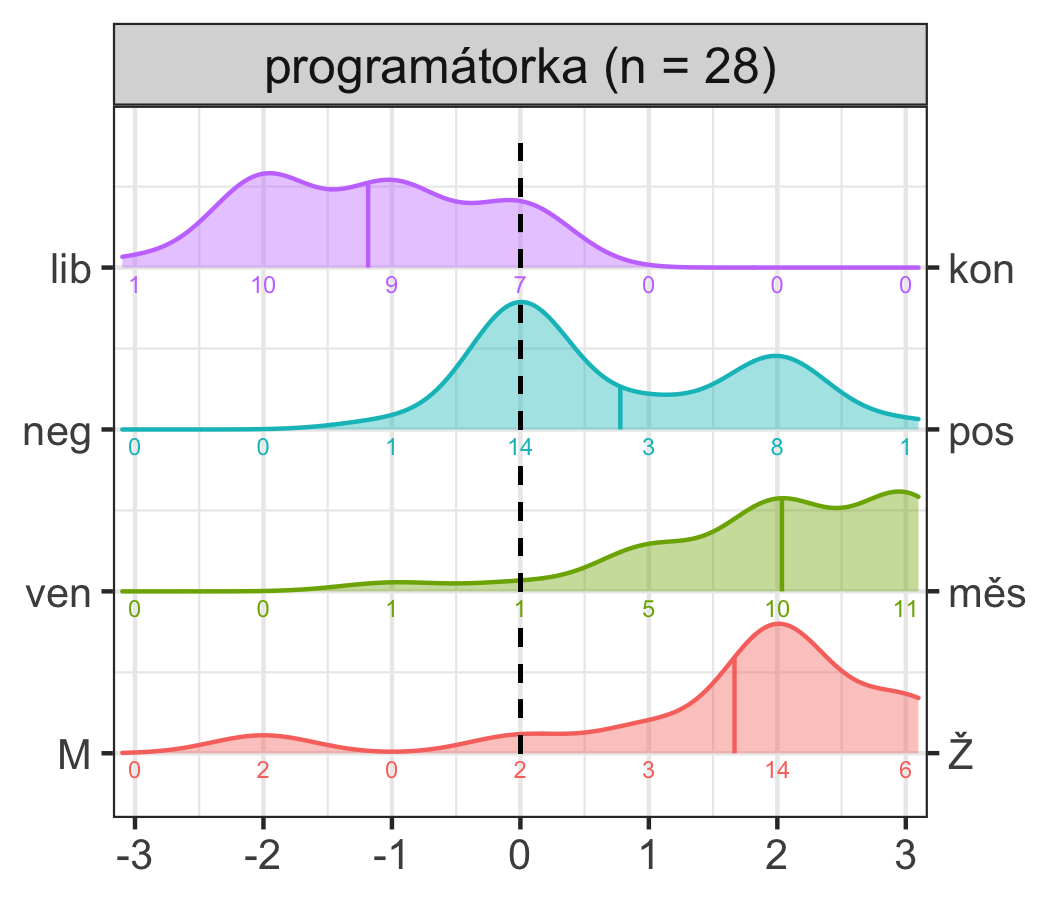 programátorka (n = 28)
lib kon
1 10 9 7 0 0 0
neg pos
0 0 1 14 3 8 1
ven měs
0 0 1 1 5 10 11
M Ž
0 2 0 2 3 14 6
-3 -2 -1 0 1 2 3